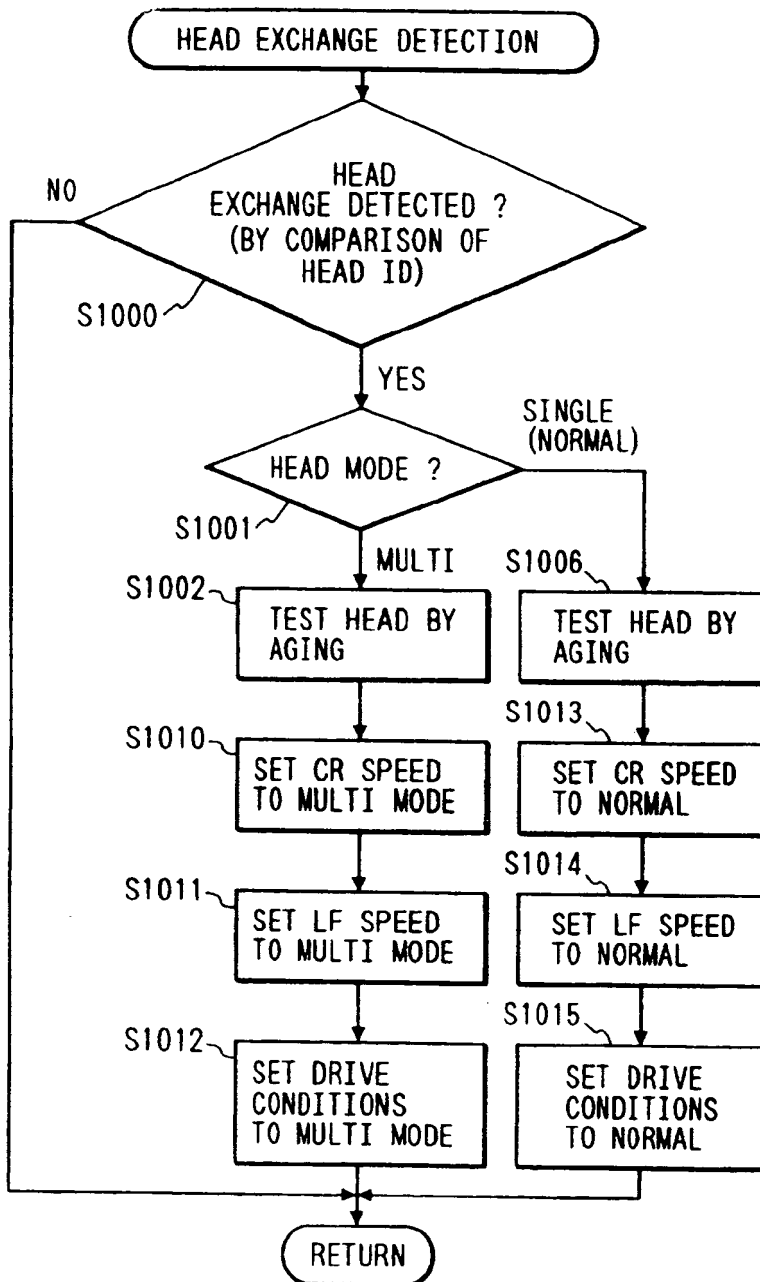 HEAD EXCHANGE DETECTION
NO
HEAD
EXCHANGE DETECTED ?
(BY COMPARISON OF
HEAD ID)
S1000
YES
SINGLE
(NORMAL)
HEAD MODE ?
S1001
MULTI
S1002
TEST HEAD BY
AGING
S1006
TEST HEAD BY
AGING
S1010
SET CR SPEED
TO MULTI MODE
S1013
SET CR SPEED
TO NORMAL
S1011
SET LF SPEED
TO MULTI MODE
S1014
SET LF SPEED
TO NORMAL
S1012
SET DRIVE
CONDITIONS
TO MULTI MODE
S1015
SET DRIVE
CONDITIONS
TO NORMAL
RETURN